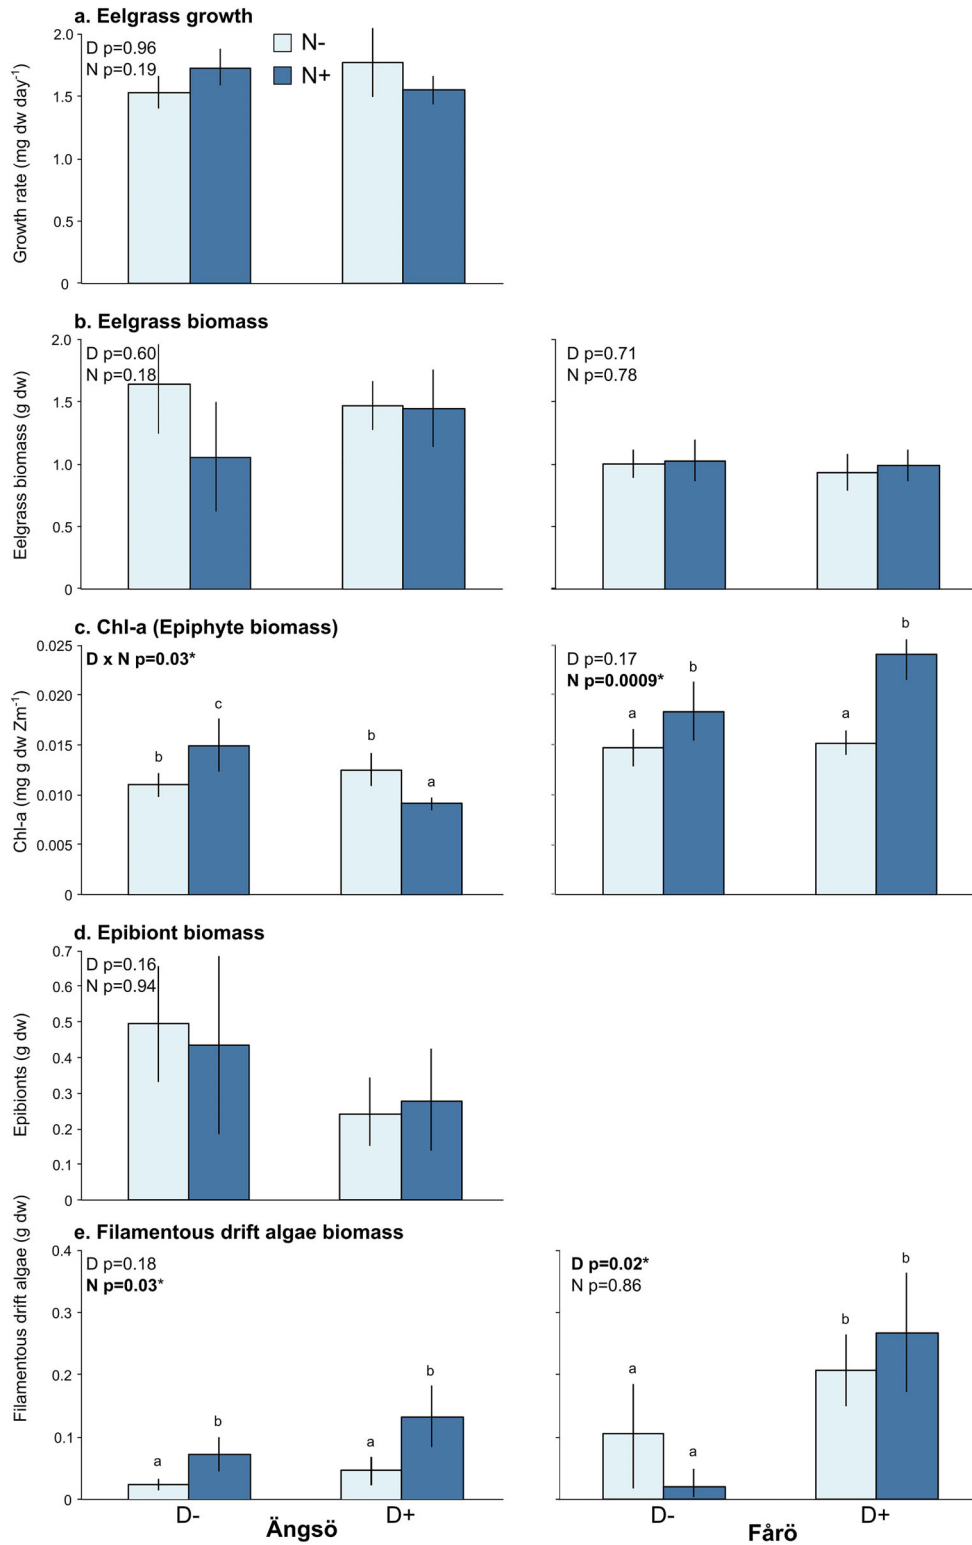 a. Eelgrass growth
Growth rate (mg dw day⁻¹)
2.0
1.5
1.0
0.5
0
D p=0.96
N p=0.19
N-
N+
b. Eelgrass biomass
Eelgrass biomass (g dw)
2.0
1.5
1.0
0.5
0
D p=0.60
N p=0.18
D p=0.71
N p=0.78
c. Chl-a (Epiphyte biomass)
Chl-a (mg g dw Zm⁻¹)
0.025
0.020
0.015
0.010
0.005
0
D x N p=0.03*
b
c
b
a
D p=0.17
N p=0.0009*
a
b
a
b
d. Epibiont biomass
Epibionts (g dw)
0.7
0.6
0.5
0.4
0.3
0.2
0.1
0
D p=0.16
N p=0.94
e. Filamentous drift algae biomass
Filamentous drift algae (g dw)
0.4
0.3
0.2
0.1
0
D p=0.18
N p=0.03*
a
b
a
b
D p=0.02*
N p=0.86
a
a
b
b
D-
D+
Ängsö
D-
D+
Fårö